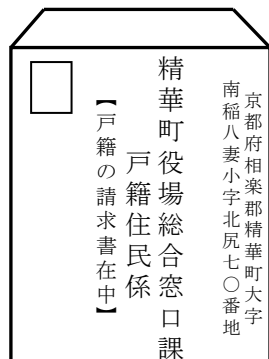 京都府相楽郡精華町大字
南稲八妻小字北尻七〇番地
精華町役場総合窓口課
戸籍住民係
【戸籍の請求書在中】